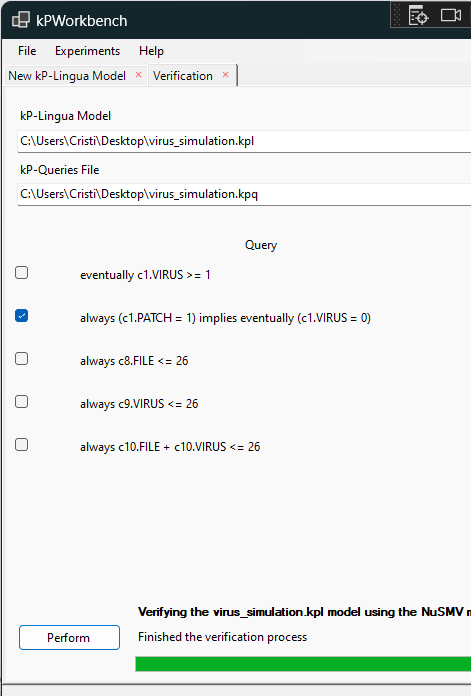 kPWorkbench
File Experiments Help
New kP-Lingua Model × Verification ×
kP-Lingua Model
C:\Users\Cristi\Desktop\virus_simulation.kpl
kP-Queries File
C:\Users\Cristi\Desktop\virus_simulation.kpq
Query
eventually c1.VIRUS >= 1
always (c1.PATCH = 1) implies eventually (c1.VIRUS = 0)
always c8.FILE <= 26
always c9.VIRUS <= 26
always c10.FILE + c10.VIRUS <= 26
Verifying the virus_simulation.kpl model using the NuSMV
Perform Finished the verification process